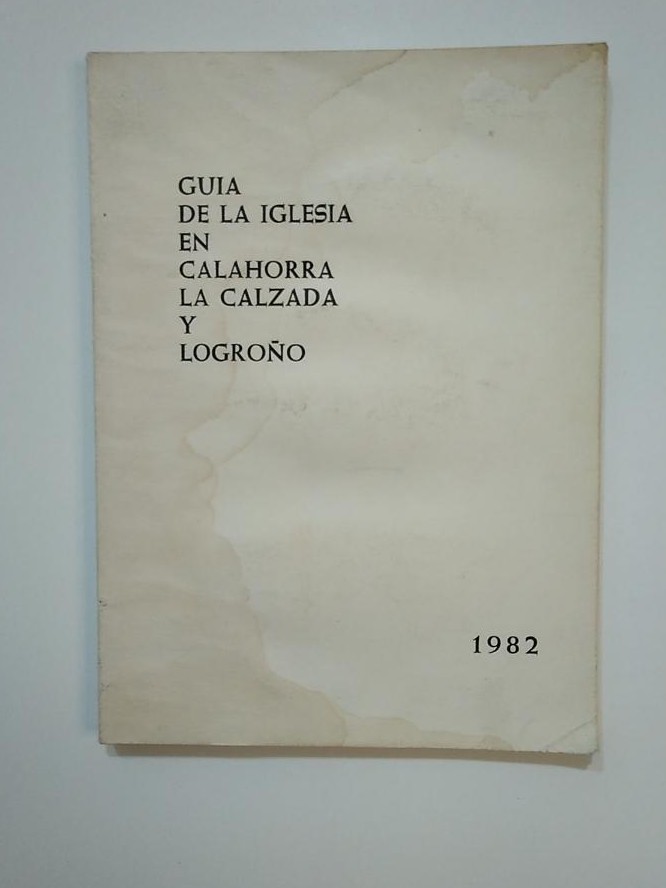 GUIA
DE LA IGLESIA
EN
CALAHORRA
LA CALZADA
Y
LOGROÑO
1982